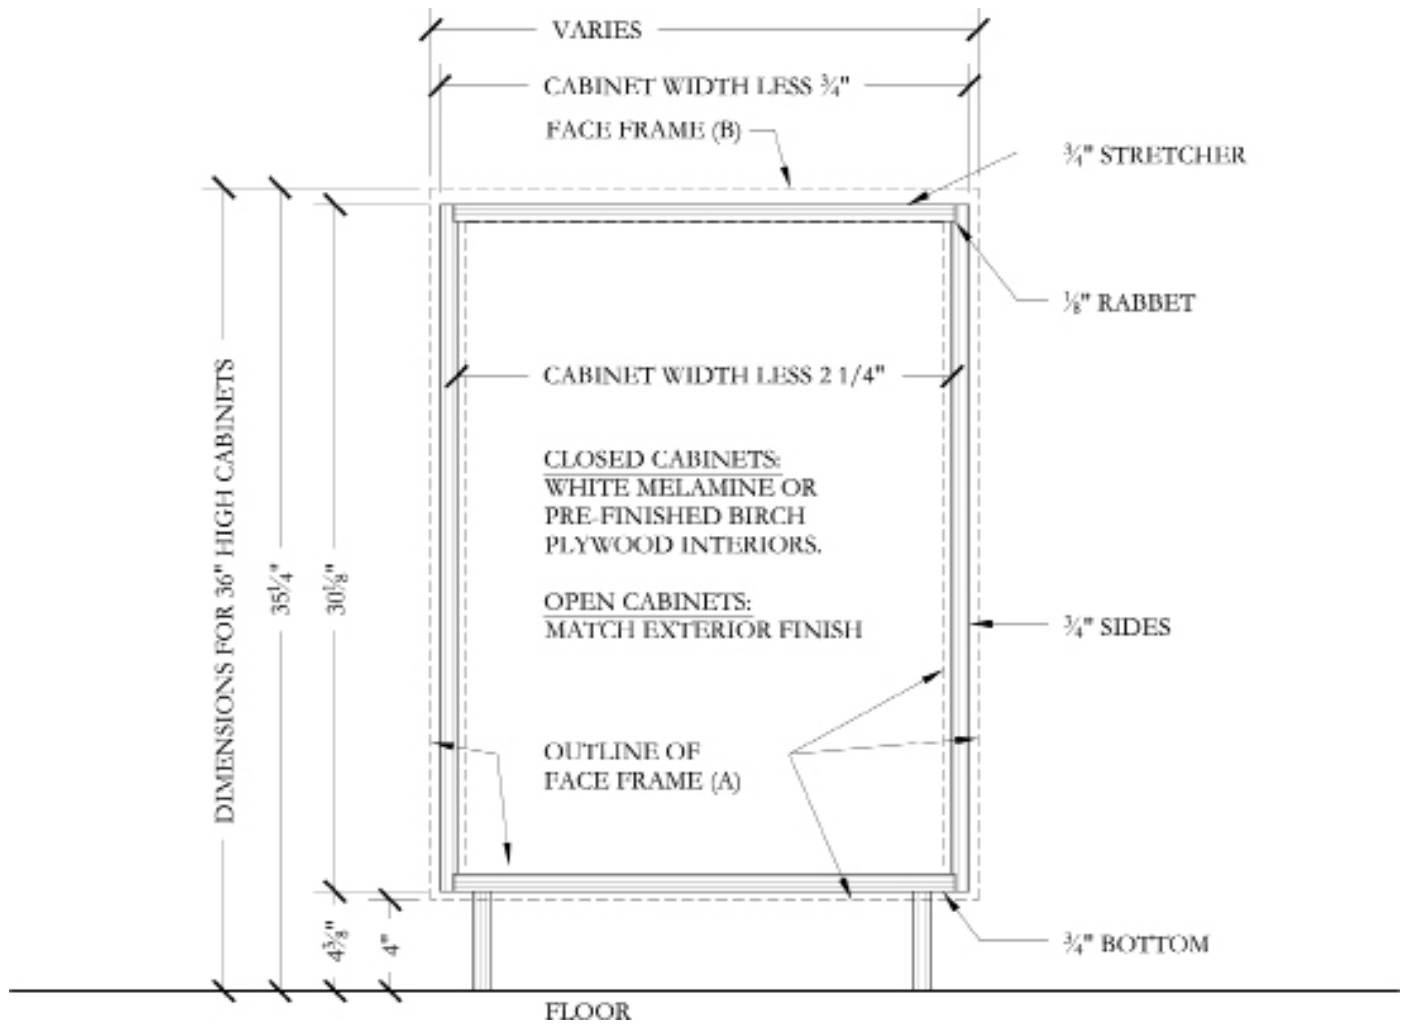 VARIES
CABINET WIDTH LESS ¾"
FACE FRAME (B)
¾" STRETCHER
⅛" RABBET
CABINET WIDTH LESS 2 1/4"
CLOSED CABINETS:
WHITE MELAMINE OR
PRE-FINISHED BIRCH
PLYWOOD INTERIORS.
OPEN CABINETS:
MATCH EXTERIOR FINISH
¾" SIDES
DIMENSIONS FOR 36" HIGH CABINETS
35¼"
30⅛"
OUTLINE OF
FACE FRAME (A)
4⅜"
4"
¾" BOTTOM
FLOOR